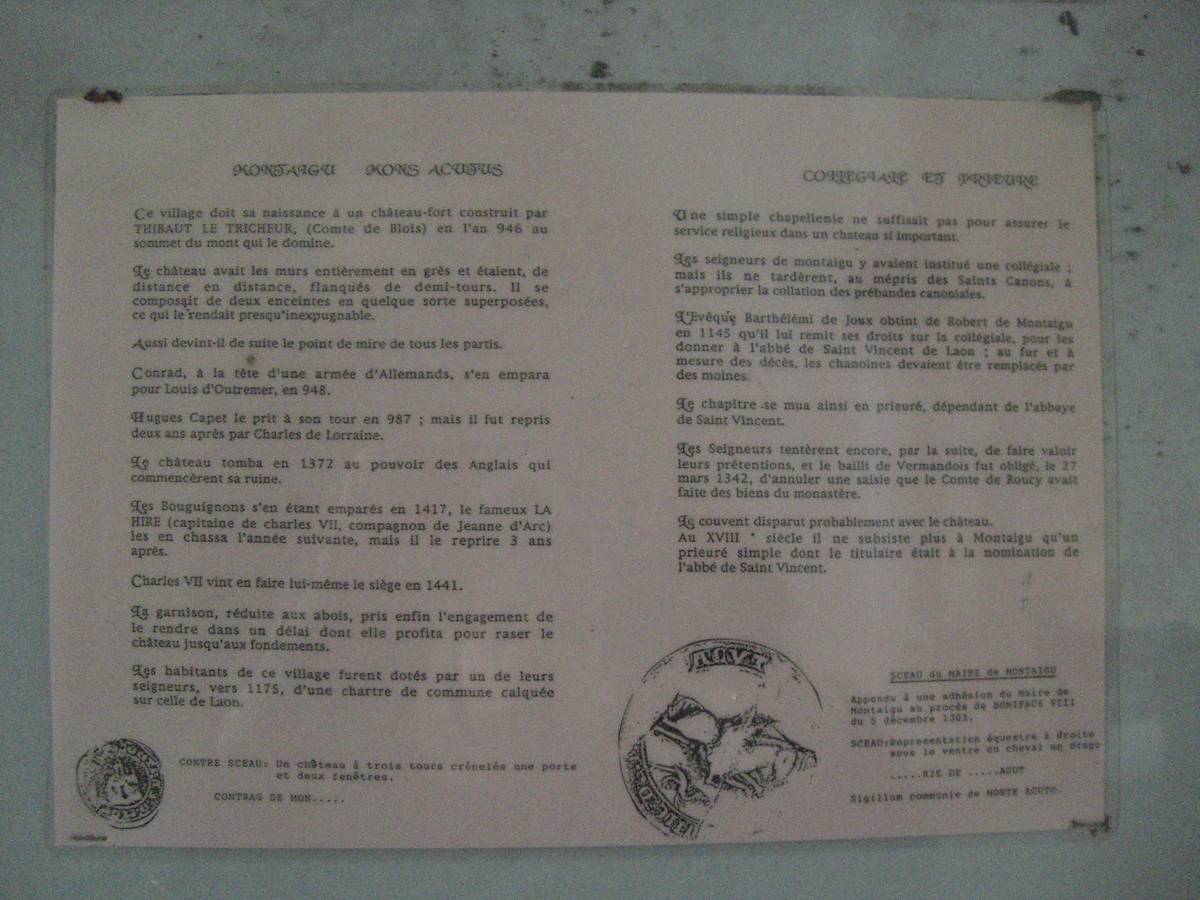 MONTAIGU MONS ACUTUS
Ce village doit sa naissance à un château-fort construit par
THIBAUT LE TRICHEUR, (Comte de Blois) en l'an 946 au
sommet du mont qui le domine.
Le château avait les murs entièrement en grès et étaient, de
distance en distance, flanqués de demi-tours. Il se
composait de deux enceintes en quelque sorte superposées,
ce qui le rendait presqu'inexpugnable.
Aussi devint-il de suite le point de mire de tous les partis.
Conrad, à la tête d'une armée d'Allemands, s'en empara
pour Louis d'Outremer, en 948.
Hugues Capet le prit à son tour en 987 ; mais il fut repris
deux ans après par Charles de Lorraine.
Le château tomba en 1372 au pouvoir des Anglais qui
commencèrent sa ruine.
Les Bouguignons s'en étant emparés en 1417, le fameux LA
HIRE (capitaine de charles VII, compagnon de Jeanne d'Arc)
les en chassa l'année suivante, mais il le reprire 3 ans
après.
Charles VII vint en faire lui-même le siège en 1441.
La garnison, réduite aux abois, pris enfin l'engagement de
le rendre dans un délai dont elle profita pour raser le
château jusqu'aux fondements.
Les habitants de ce village furent dotés par un de leurs
seigneurs, vers 1175, d'une chartre de commune calquée
sur celle de Laon.
CONTRE SCEAU: Un château à trois tours crénelés une porte
et deux fenêtres.
CONTRAS DE MON.....
COLLEGIALE ET PRIEURE
Une simple chapellenie ne suffisait pas pour assurer le
service religieux dans un chateau si important.
Les seigneurs de montaigu y avaient institué une collégiale ;
mais ils ne tardèrent, au mépris des Saints Canons, à
s'approprier la collation des prébandes canoniales.
L'Evêque Barthélémi de Joux obtint de Robert de Montaigu
en 1145 qu'il lui remit ses droits sur la collégiale, pour les
donner à l'abbé de Saint Vincent de Laon ; au fur et à
mesure des décès, les chanoines devaient être remplacés par
des moines.
Le chapitre se mua ainsi en prieuré, dépendant de l'abbaye
de Saint Vincent.
Les Seigneurs tentèrent encore, par la suite, de faire valoir
leurs prétentions, et le bailli de Vermandois fut obligé, le 27
mars 1342, d'annuler une saisie que le Comte de Roucy avait
faite des biens du monastère.
Le couvent disparut probablement avec le château.
Au XVIII ° siècle il ne subsiste plus à Montaigu qu'un
prieuré simple dont le titulaire était à la nomination de
l'abbé de Saint Vincent.
SCEAU du MAIRE de MONTAIGU
Appendu à une adhésion du Maire de
Montaigu au procès de BONIFACE VIII
du 5 décembre 1303.
SCEAU:Représentation équestre à droite
sous le ventre du cheval un drago
.....RIE DE .....AGUT
Sigillum communie de MONTE ACUTO.